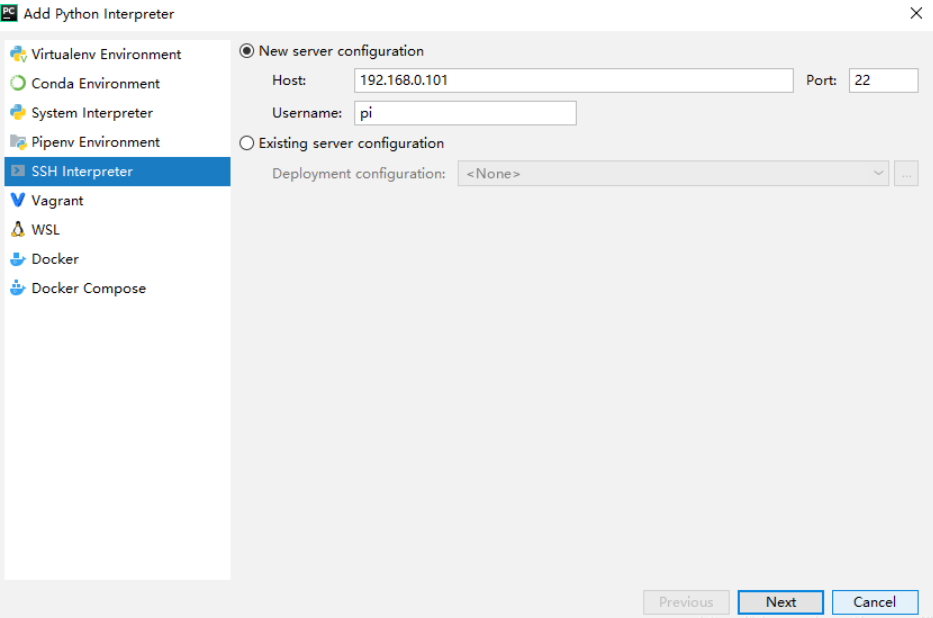 PC Add Python Interpreter
Virtualenv Environment
Conda Environment
System Interpreter
Pipenv Environment
SSH Interpreter
Vagrant
WSL
Docker
Docker Compose
New server configuration
Host: 192.168.0.101 Port: 22
Username: pi
Existing server configuration
Deployment configuration: <None> ...
Previous Next Cancel